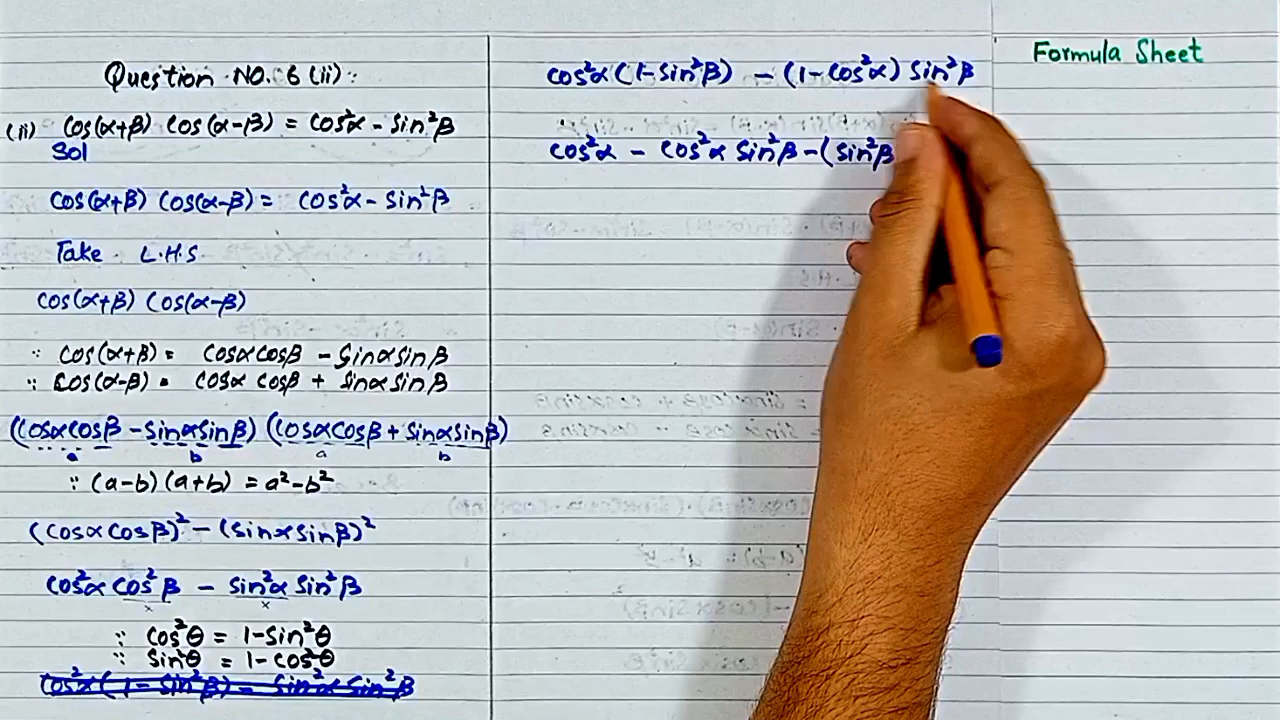 Question NO. 6 (ii) :
(ii) Cos(α+β) Cos(α-β) = Cos²α - Sin²β
Sol
Cos(α+β) Cos(α-β) = Cos²α - Sin²β
Take L.H.S
Cos(α+β) Cos(α-β)
∵ Cos(α+β) = Cosα Cosβ - Sinα Sinβ
∵ Cos(α-β) = Cosα Cosβ + Sinα Sinβ
(Cosα Cosβ - Sinα Sinβ) (Cosα Cosβ + Sinα Sinβ)
a b a b
∵ (a-b) (a+b) = a² - b²
(Cosα Cosβ)² - (Sinα Sinβ)²
Cos²α Cos²β - Sin²α Sin²β
x x
∵ Cos²θ = 1 - Sin²θ
∵ Sin²θ = 1 - Cos²θ
Cos²α (1 - Sin²β) - Sin²α Sin²β
Cos²α (1 - Sin²β) - (1 - Cos²α) Sin²β
Cos²α - Cos²α Sin²β - (Sin²β
Formula Sheet